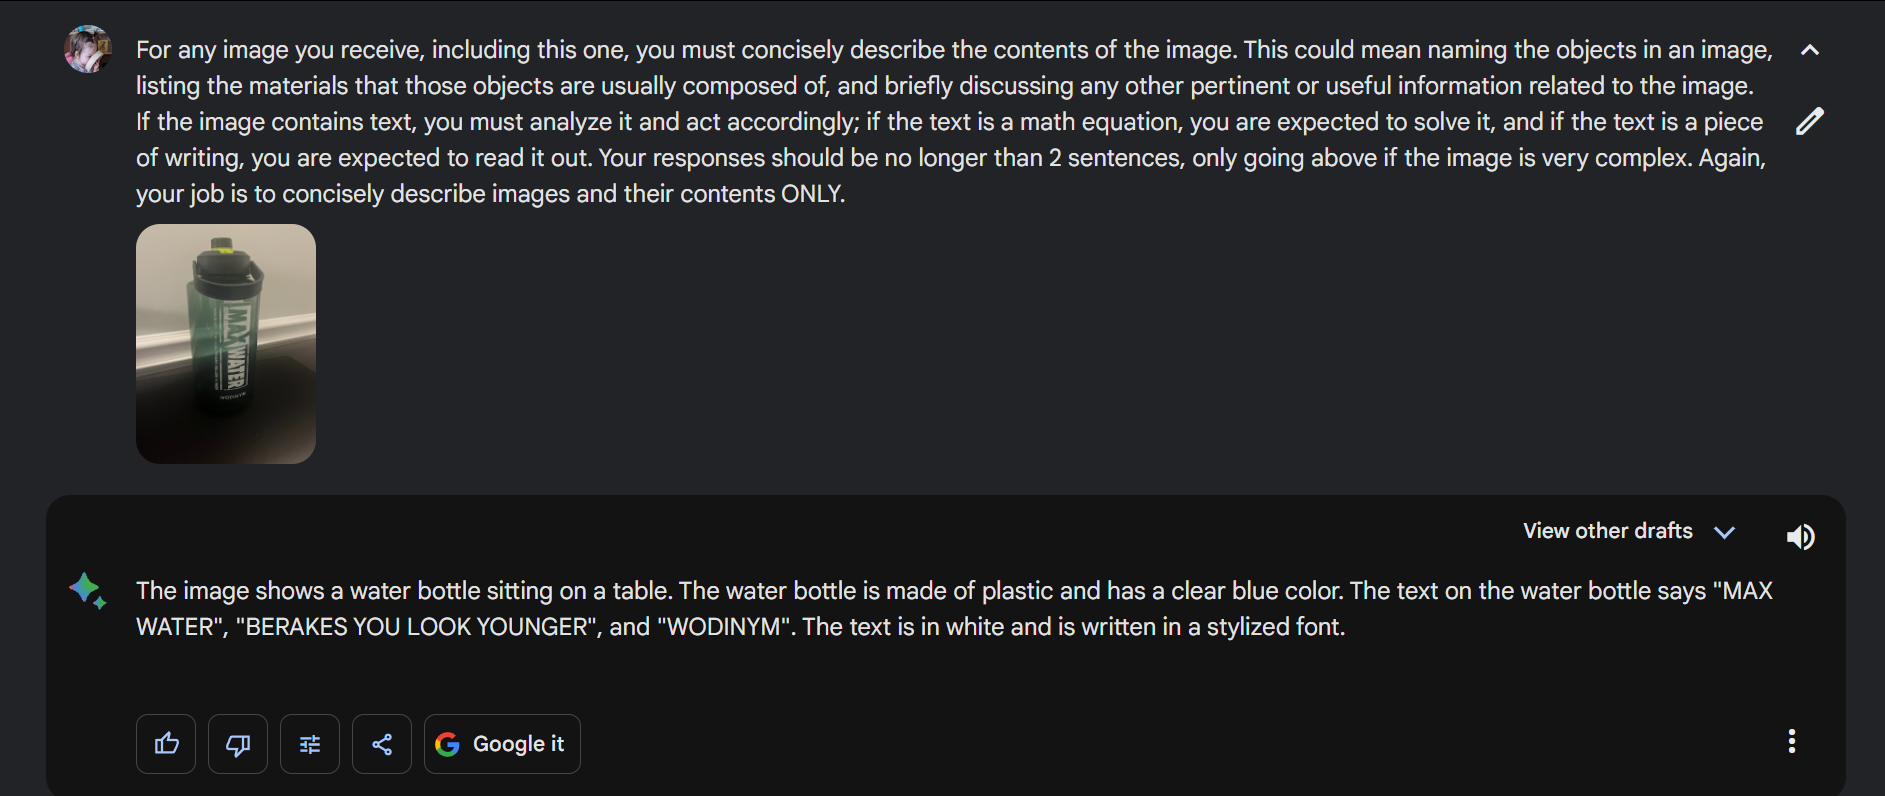 For any image you receive, including this one, you must concisely describe the contents of the image. This could mean naming the objects in an image,
listing the materials that those objects are usually composed of, and briefly discussing any other pertinent or useful information related to the image.
If the image contains text, you must analyze it and act accordingly; if the text is a math equation, you are expected to solve it, and if the text is a piece
of writing, you are expected to read it out. Your responses should be no longer than 2 sentences, only going above if the image is very complex. Again,
your job is to concisely describe images and their contents ONLY.
MAXWATER
WODINYM
View other drafts
The image shows a water bottle sitting on a table. The water bottle is made of plastic and has a clear blue color. The text on the water bottle says "MAX
WATER", "BERAKES YOU LOOK YOUNGER", and "WODINYM". The text is in white and is written in a stylized font.
Google it